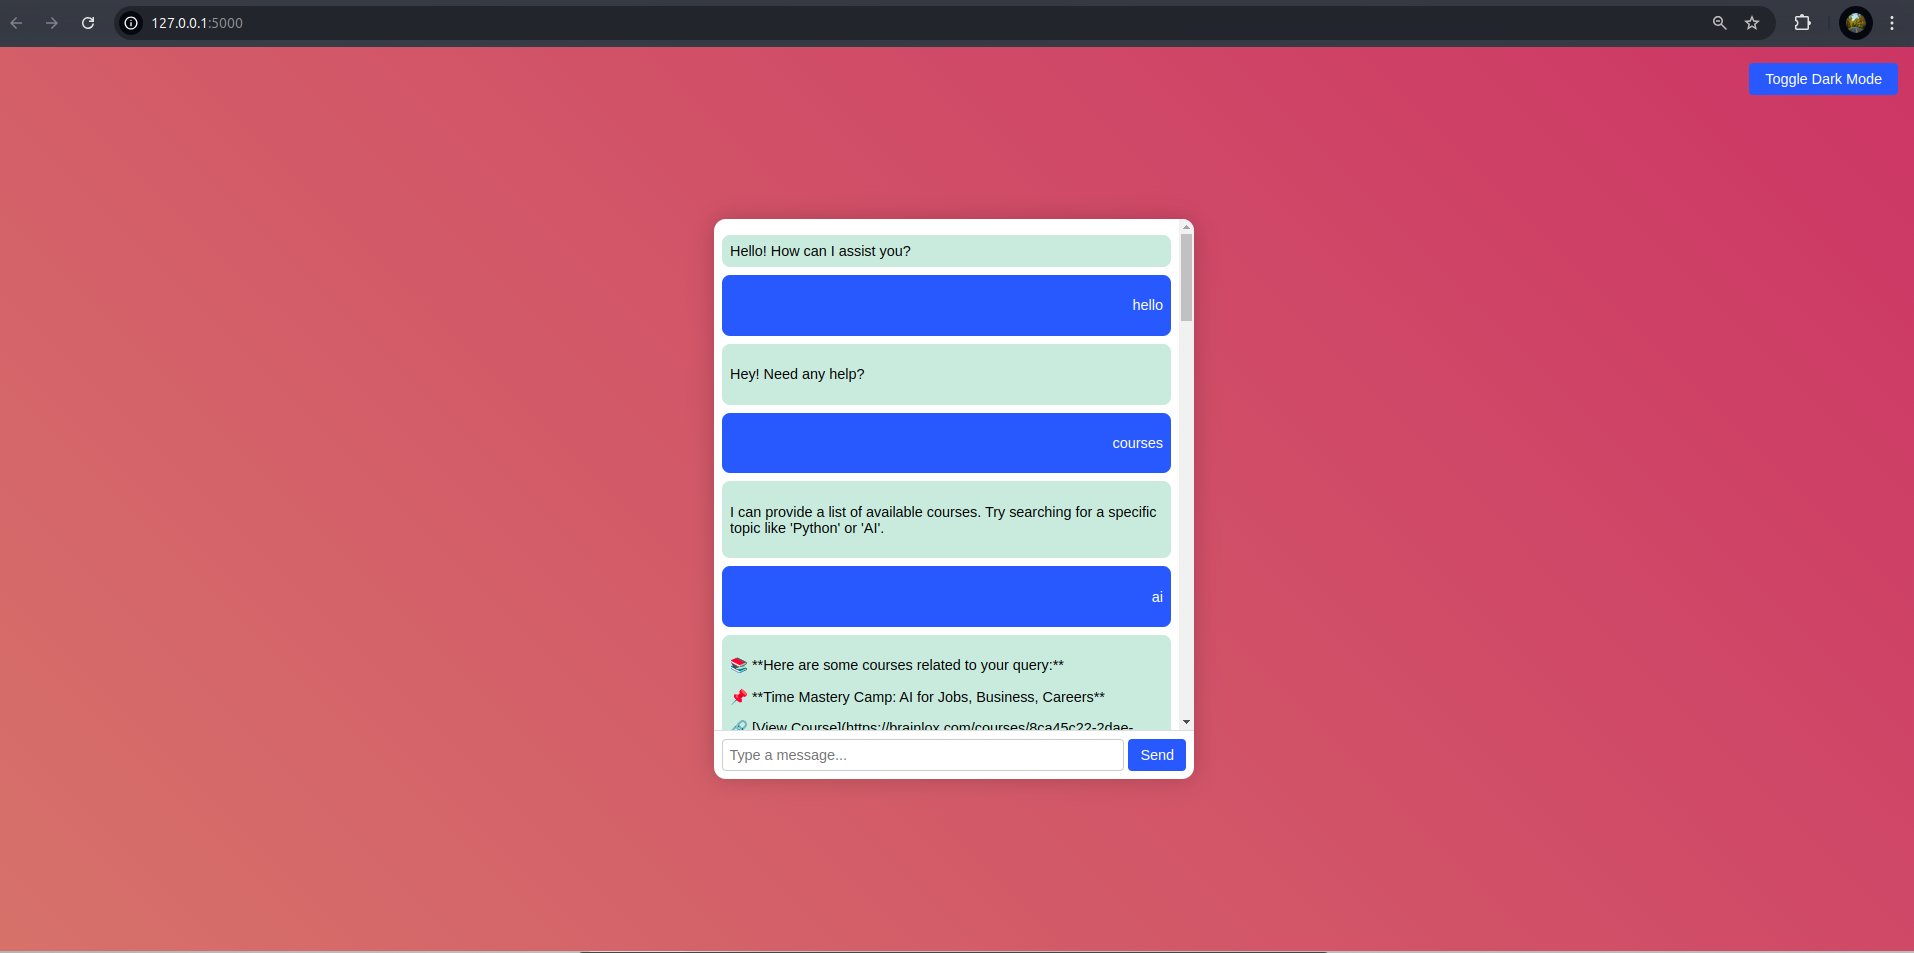 127.0.0.1:5000
Toggle Dark Mode
Hello! How can I assist you?
hello
Hey! Need any help?
courses
I can provide a list of available courses. Try searching for a specific
topic like 'Python' or 'AI'.
ai
📚 **Here are some courses related to your query:**
📌 **Time Mastery Camp: AI for Jobs, Business, Careers**
🔗 [View Course](https://brainlox.com/courses/8ca45c22-2dae-
Type a message...
Send